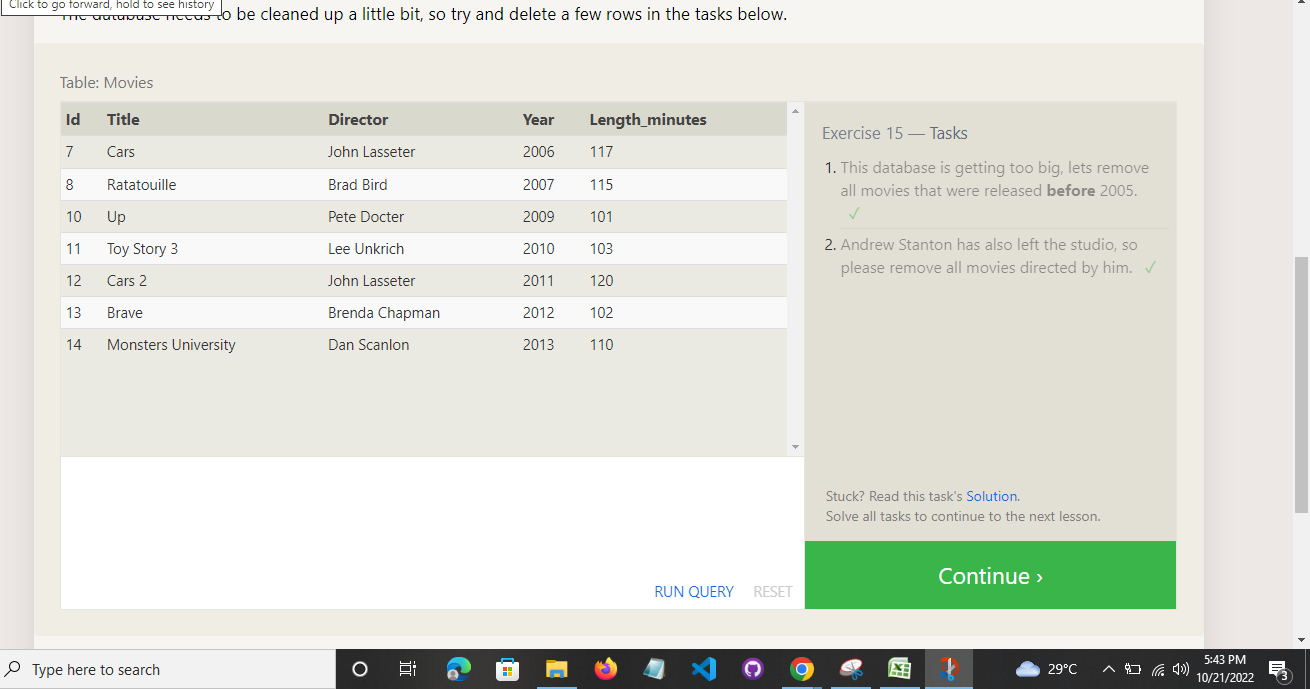 Click to go forward, hold to see history
The database needs to be cleaned up a little bit, so try and delete a few rows in the tasks below.
Table: Movies
Id Title Director Year Length_minutes
7 Cars John Lasseter 2006 117
8 Ratatouille Brad Bird 2007 115
10 Up Pete Docter 2009 101
11 Toy Story 3 Lee Unkrich 2010 103
12 Cars 2 John Lasseter 2011 120
13 Brave Brenda Chapman 2012 102
14 Monsters University Dan Scanlon 2013 110
RUN QUERY RESET
Exercise 15 — Tasks
1. This database is getting too big, lets remove
all movies that were released before 2005.
✓
2. Andrew Stanton has also left the studio, so
please remove all movies directed by him. ✓
Stuck? Read this task's Solution.
Solve all tasks to continue to the next lesson.
Continue ›
Type here to search
29°C
5:43 PM
10/21/2022
3